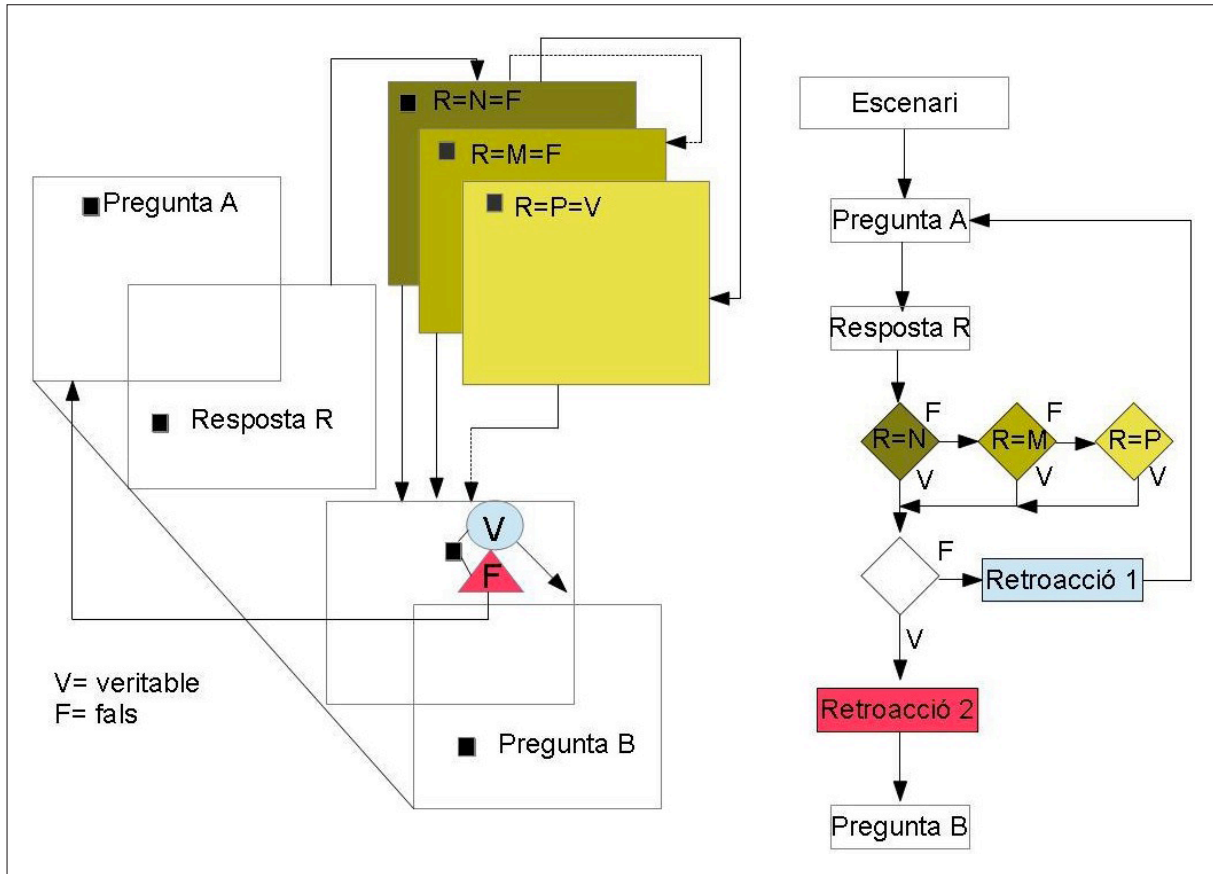 R=N=F
R=M=F
R=P=V
Pregunta A
Resposta R
V
F
V= veritable
F= fals
Pregunta B
Escenari
Pregunta A
Resposta R
F
F
R=N
R=M
R=P
V
V
V
F
Retroacció 1
V
Retroacció 2
Pregunta B